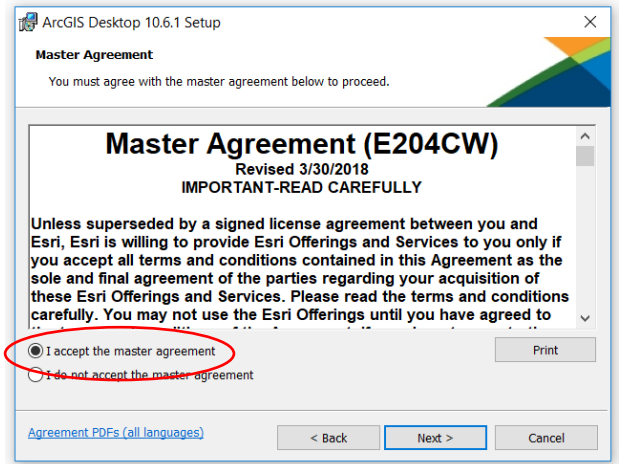 ArcGIS Desktop 10.6.1 Setup
Master Agreement
You must agree with the master agreement below to proceed.
Master Agreement (E204CW)
Revised 3/30/2018
IMPORTANT-READ CAREFULLY
Unless superseded by a signed license agreement between you and
Esri, Esri is willing to provide Esri Offerings and Services to you only if
you accept all terms and conditions contained in this Agreement as the
sole and final agreement of the parties regarding your acquisition of
these Esri Offerings and Services. Please read the terms and conditions
carefully. You may not use the Esri Offerings until you have agreed to
I accept the master agreement
Print
I do not accept the master agreement
Agreement PDFs (all languages)
< Back
Next >
Cancel